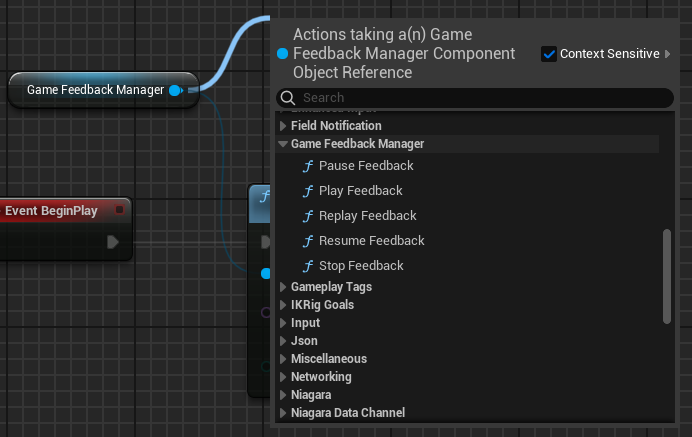 Actions taking a(n) Game
Feedback Manager Component
Object Reference
Context Sensitive
Game Feedback Manager
Search
Enhanced Input
Field Notification
Game Feedback Manager
f Pause Feedback
f Play Feedback
f Replay Feedback
f Resume Feedback
f Stop Feedback
Event BeginPlay
f
Gameplay Tags
IKRig Goals
Input
Json
Miscellaneous
Networking
Niagara
Niagara Data Channel